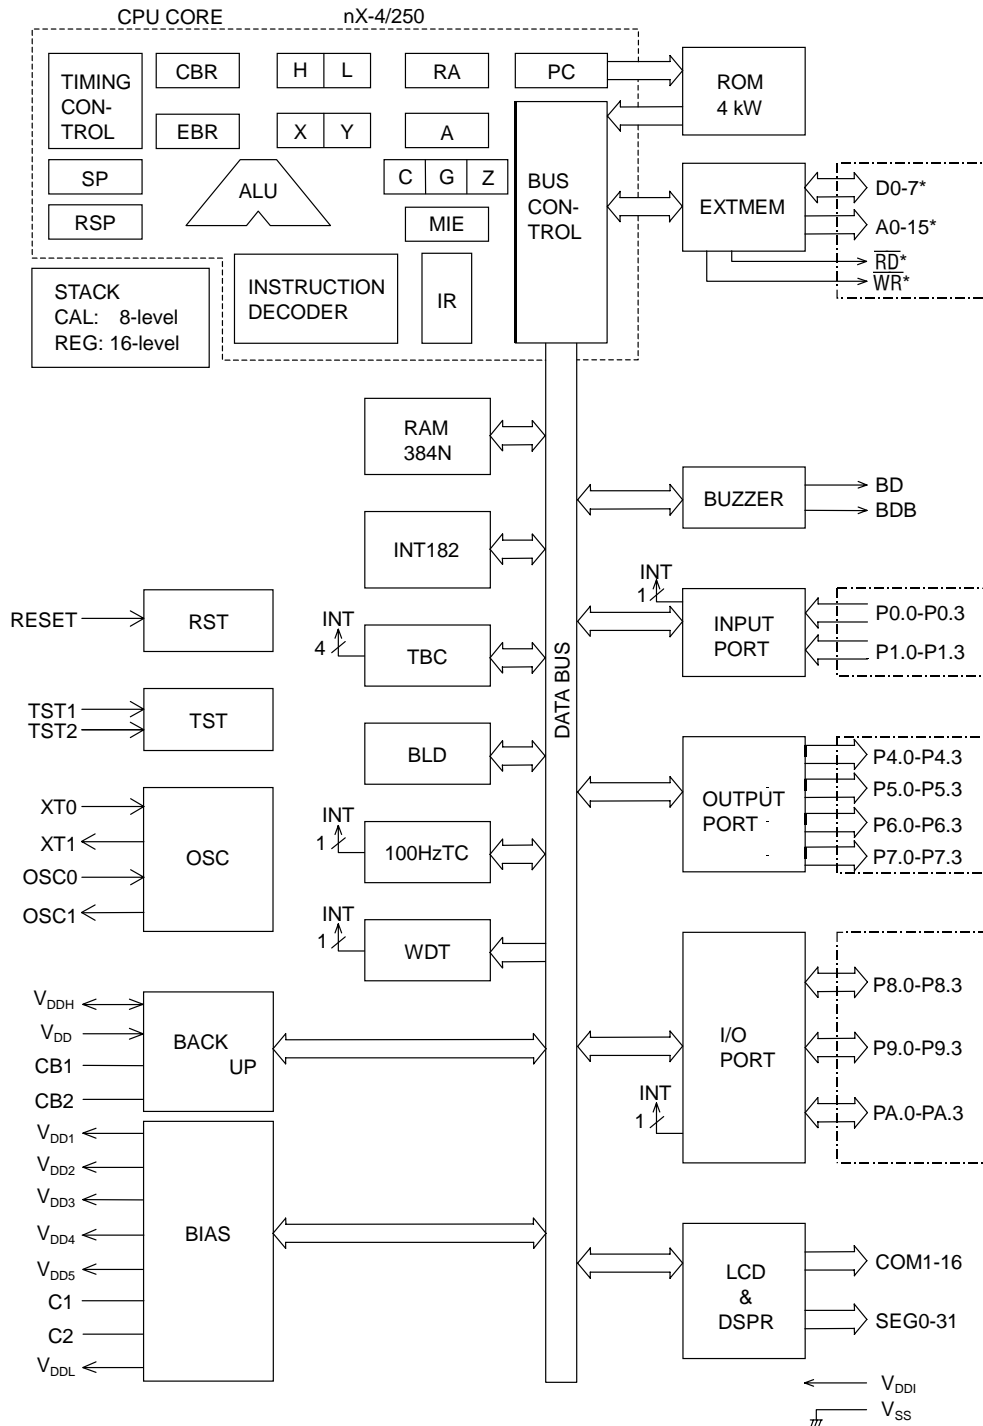 CPU CORE nX-4/250
TIMING
CON-
TROL
CBR
H L
RA
PC
ROM
4 kW
EBR
X Y
A
SP
ALU
C G Z
BUS
CON-
TROL
EXTMEM
D0-7*
A0-15*
RD*
WR*
RSP
MIE
STACK
CAL: 8-level
REG: 16-level
INSTRUCTION
DECODER
IR
RAM
384N
BUZZER
BD
BDB
INT182
INT
1
INPUT
PORT
P0.0-P0.3
P1.0-P1.3
RESET
RST
INT
4
TBC
DATA BUS
TST1
TST2
TST
BLD
OUTPUT
PORT
P4.0-P4.3
P5.0-P5.3
P6.0-P6.3
P7.0-P7.3
XT0
XT1
OSC0
OSC1
OSC
INT
1
100HzTC
INT
1
WDT
I/O
PORT
P8.0-P8.3
P9.0-P9.3
PA.0-PA.3
INT
1
VDDH
VDD
CB1
CB2
BACK
UP
VDD1
VDD2
VDD3
VDD4
VDD5
C1
C2
VDDL
BIAS
LCD
&
DSPR
COM1-16
SEG0-31
VDDI
VSS